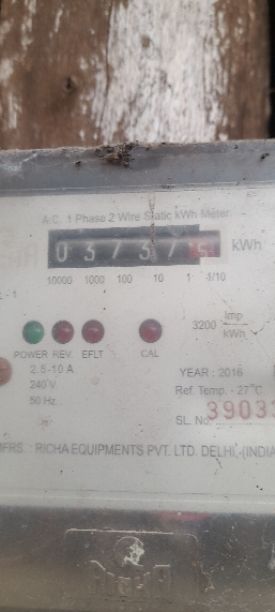 A.C. 1 Phase 2 Wire Static kWh Meter
0 3 7 3 7 kWh
10000 1000 100 10 1 1/10
3200 Imp/kWh
POWER REV. EFLT CAL
2.5-10 A
240 V
50 Hz.
YEAR : 2016
Ref. Temp. - 27°C
SL. No. 3903
MFRS. : RICHA EQUIPMENTS PVT. LTD. DELHI.-(INDIA